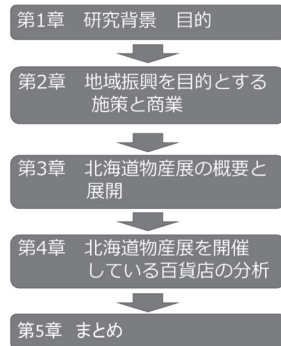 第1章　研究背景　目的
第2章　地域振興を目的とする
施策と商業
第3章　北海道物産展の概要と
展開
第4章　北海道物産展を開催
している百貨店の分析
第5章　まとめ